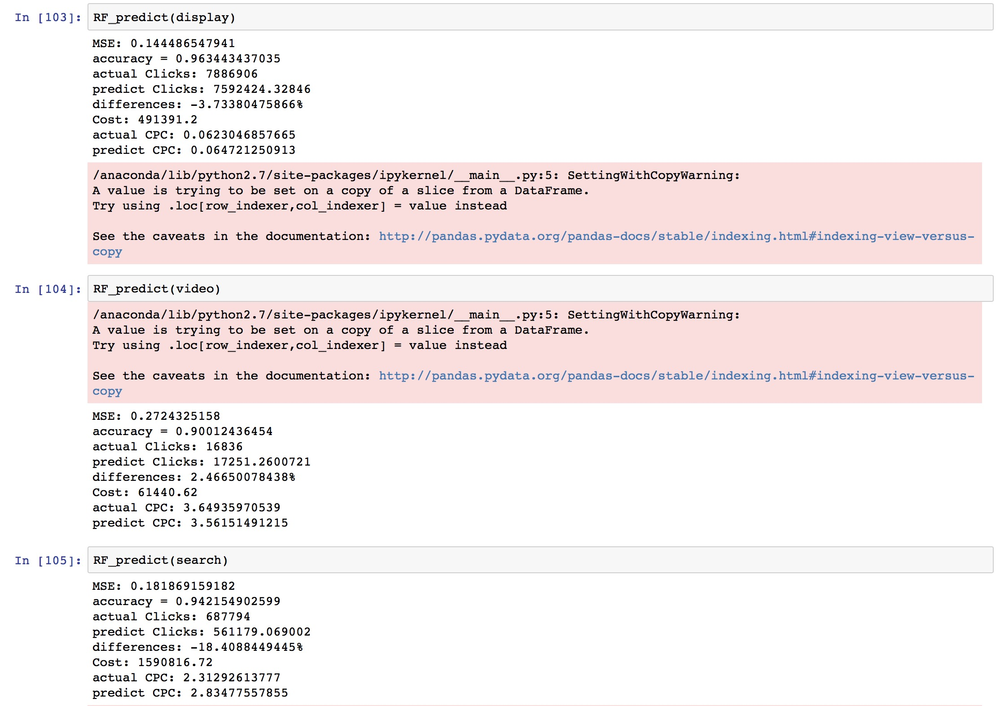 In [103]: RF_predict(display)
MSE: 0.144486547941
accuracy = 0.963443437035
actual Clicks: 7886906
predict Clicks: 7592424.32846
differences: -3.73380475866%
Cost: 491391.2
actual CPC: 0.0623046857665
predict CPC: 0.064721250913
/anaconda/lib/python2.7/site-packages/ipykernel/__main__.py:5: SettingWithCopyWarning:
A value is trying to be set on a copy of a slice from a DataFrame.
Try using .loc[row_indexer,col_indexer] = value instead
See the caveats in the documentation: http://pandas.pydata.org/pandas-docs/stable/indexing.html#indexing-view-versus-
copy
In [104]: RF_predict(video)
/anaconda/lib/python2.7/site-packages/ipykernel/__main__.py:5: SettingWithCopyWarning:
A value is trying to be set on a copy of a slice from a DataFrame.
Try using .loc[row_indexer,col_indexer] = value instead
See the caveats in the documentation: http://pandas.pydata.org/pandas-docs/stable/indexing.html#indexing-view-versus-
copy
MSE: 0.2724325158
accuracy = 0.90012436454
actual Clicks: 16836
predict Clicks: 17251.2600721
differences: 2.46650078438%
Cost: 61440.62
actual CPC: 3.64935970539
predict CPC: 3.56151491215
In [105]: RF_predict(search)
MSE: 0.181869159182
accuracy = 0.942154902599
actual Clicks: 687794
predict Clicks: 561179.069002
differences: -18.4088449445%
Cost: 1590816.72
actual CPC: 2.31292613777
predict CPC: 2.83477557855